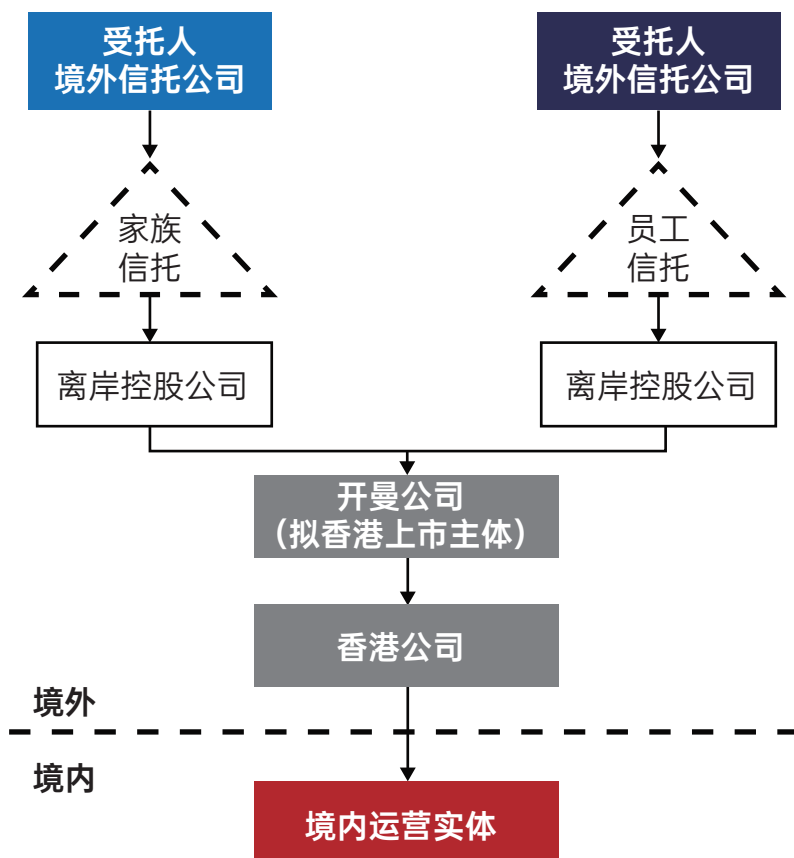 受托人
境外信托公司
受托人
境外信托公司
家族
信托
员工
信托
离岸控股公司
离岸控股公司
开曼公司
（拟香港上市主体）
香港公司
境外
境内
境内运营实体